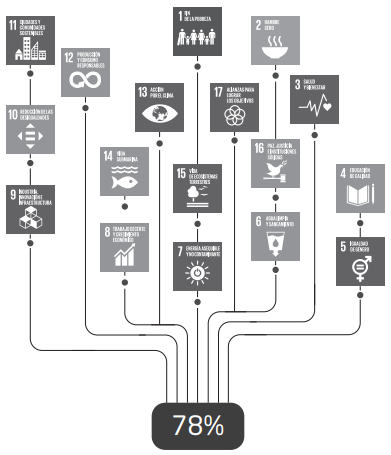 11 CIUDADES Y
COMUNIDADES
SOSTENIBLES
12 PRODUCCIÓN
Y CONSUMO
RESPONSABLES
1 FIN
DE LA POBREZA
2 HAMBRE
CERO
13 ACCIÓN
POR EL CLIMA
17 ALIANZAS PARA
LOGRAR
LOS OBJETIVOS
3 SALUD
Y BIENESTAR
10 REDUCCIÓN DE LAS
DESIGUALDADES
14 VIDA
SUBMARINA
15 VIDA
DE ECOSISTEMAS
TERRESTRES
16 PAZ, JUSTICIA
E INSTITUCIONES
SÓLIDAS
4 EDUCACIÓN
DE CALIDAD
9 INDUSTRIA,
INNOVACIÓN E
INFRAESTRUCTURA
8 TRABAJO DECENTE
Y CRECIMIENTO
ECONÓMICO
7 ENERGÍA ASEQUIBLE
Y NO CONTAMINANTE
6 AGUA LIMPIA
Y SANEAMIENTO
5 IGUALDAD
DE GÉNERO
78%